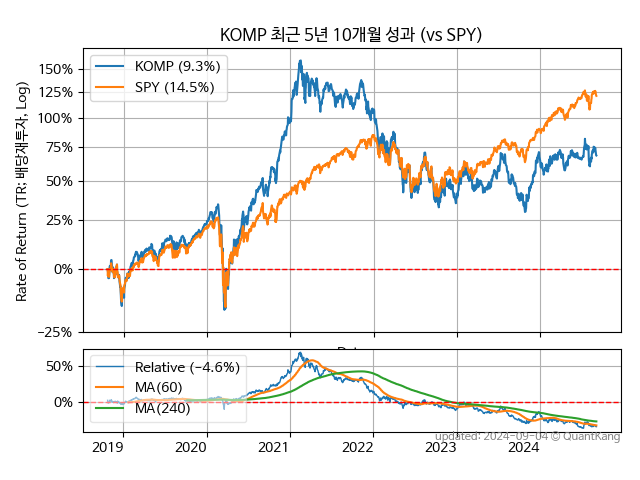 KOMP 최근 5년 10개월 성과 (vs SPY)
Rate of Return (TR: 배당재투자, Log)
150%
125%
100%
75%
50%
25%
0%
−25%
KOMP (9.3%)
SPY (14.5%)
50%
0%
Relative (−4.6%)
MA(60)
MA(240)
2019 2020 2021 2022 2023 2024
updated: 2024-09-04 © QuantKang